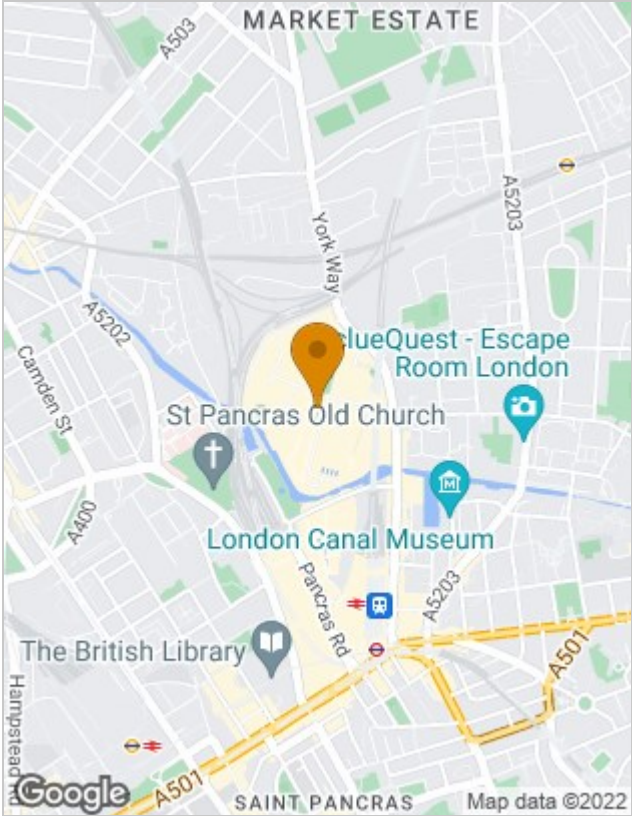 MARKET ESTATE
A503
A5203
York Way
A5202
clueQuest - Escape
Room London
Camden St
St Pancras Old Church
A400
London Canal Museum
Pancras Rd
A5203
The British Library
A501
Hampstead Rd
A501
Google
SAINT PANCRAS
Map data ©2022